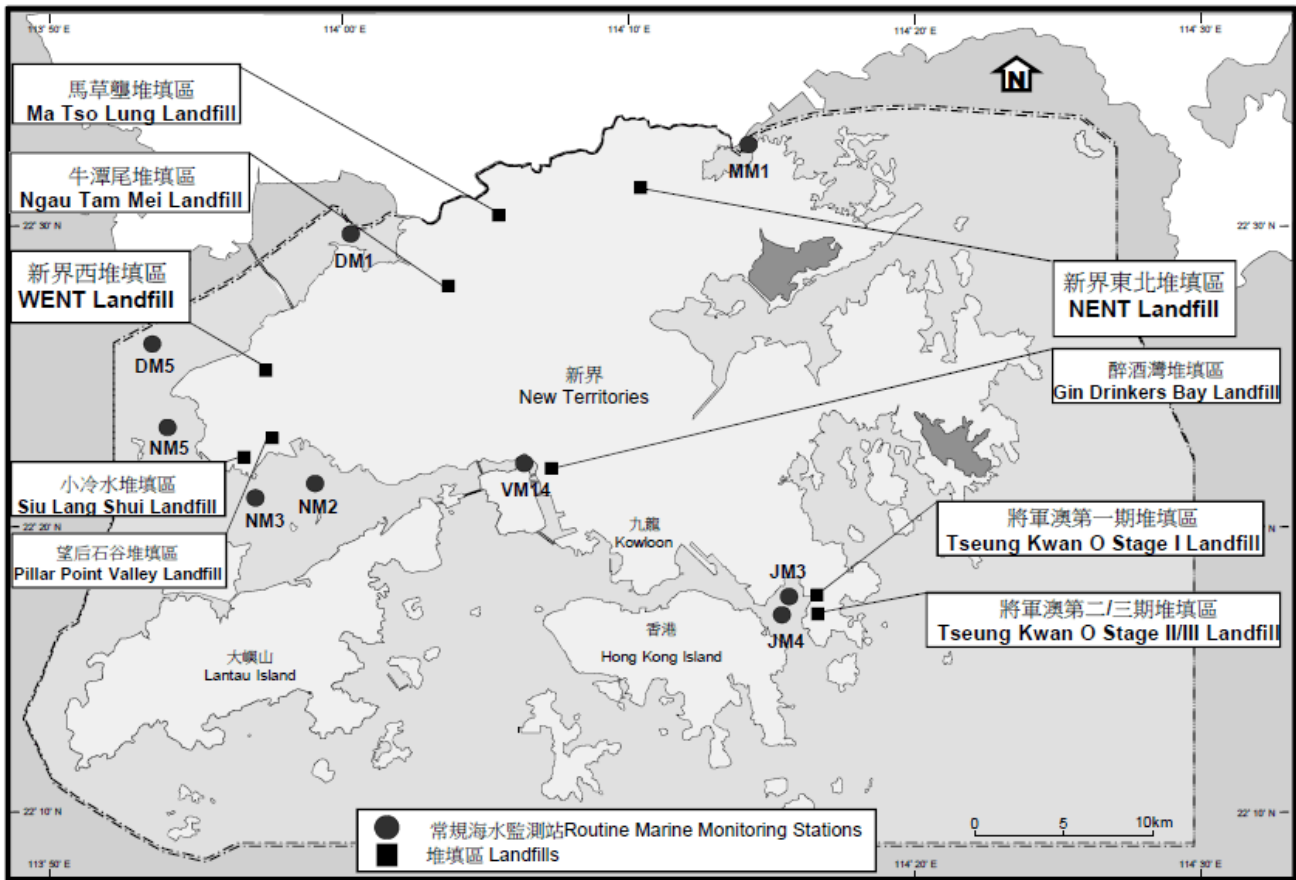 113° 50' E
114° 00' E
114° 10' E
114° 20' E
114° 30' E
N
馬草壟堆填區
Ma Tso Lung Landfill
牛潭尾堆填區
Ngau Tam Mei Landfill
新界西堆填區
WENT Landfill
22° 30' N
22° 30' N
MM1
DM1
新界東北堆填區
NENT Landfill
DM5
醉酒灣堆填區
Gin Drinkers Bay Landfill
新界
New Territories
NM5
小冷水堆填區
Siu Lang Shui Landfill
NM3
NM2
VM14
望后石谷堆填區
Pillar Point Valley Landfill
22° 20' N
九龍
Kowloon
將軍澳第一期堆填區
Tseung Kwan O Stage I Landfill
JM3
JM4
將軍澳第二/三期堆填區
Tseung Kwan O Stage II/III Landfill
香港
Hong Kong Island
大嶼山
Lantau Island
22° 10' N
22° 10' N
常規海水監測站Routine Marine Monitoring Stations
堆填區 Landfills
0 5 10km
113° 50' E
114° 20' E
114° 30' E